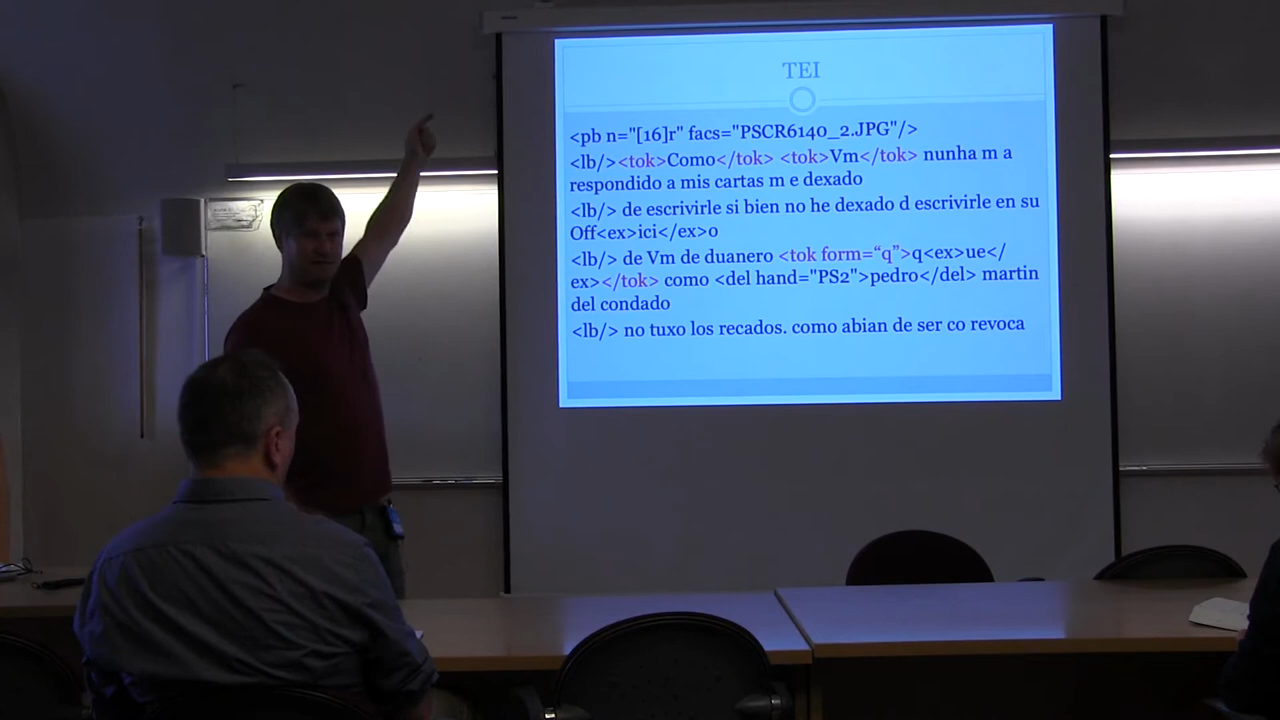 TEI
<pb n="[16]r" facs="PSCR6140_2.JPG"/>
<lb/><tok>Como</tok> <tok>Vm</tok> nunha m a
respondido a mis cartas m e dexado
<lb/> de escrivirle si bien no he dexado d escrivirle en su
Off<ex>ici</ex>o
<lb/> de Vm de duanero <tok form=“q”>q<ex>ue</
ex></tok> como <del hand="PS2">pedro</del> martin
del condado
<lb/> no tuxo los recados. como abian de ser co revoca